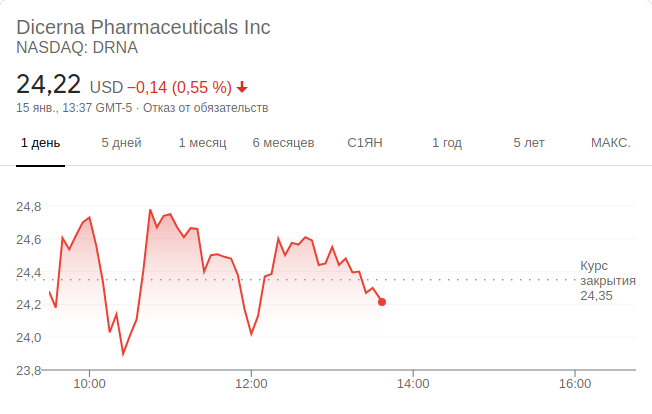 Dicerna Pharmaceuticals Inc
NASDAQ: DRNA
24,22 USD −0,14 (0,55 %)
15 янв., 13:37 GMT-5 · Отказ от обязательств
1 день 5 дней 1 месяц 6 месяцев С1ЯН 1 год 5 лет МАКС.
24,8
24,6
24,4
24,2
24,0
23,8
Курс
закрытия
24,35
10:00 12:00 14:00 16:00